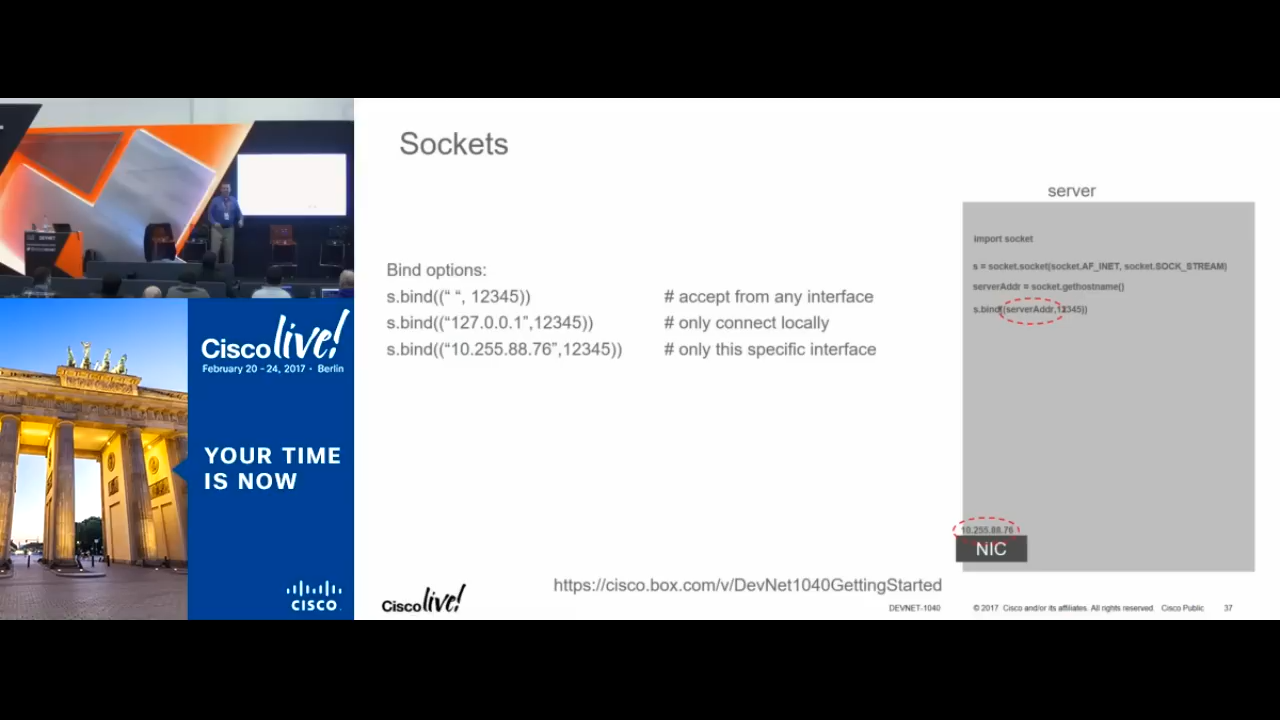 Sockets
Bind options:
s.bind((“ “, 12345)) # accept from any interface
s.bind((“127.0.0.1”,12345)) # only connect locally
s.bind((“10.255.88.76”,12345)) # only this specific interface
server
import socket
s = socket.socket(socket.AF_INET, socket.SOCK_STREAM)
serverAddr = socket.gethostname()
s.bind((serverAddr,12345))
10.255.88.76
NIC
https://cisco.box.com/v/DevNet1040GettingStarted
Cisco live!
DEVNET-1040 © 2017 Cisco and/or its affiliates. All rights reserved. Cisco Public 37
Cisco live!
February 20 - 24, 2017 • Berlin
YOUR TIME
IS NOW
CISCO